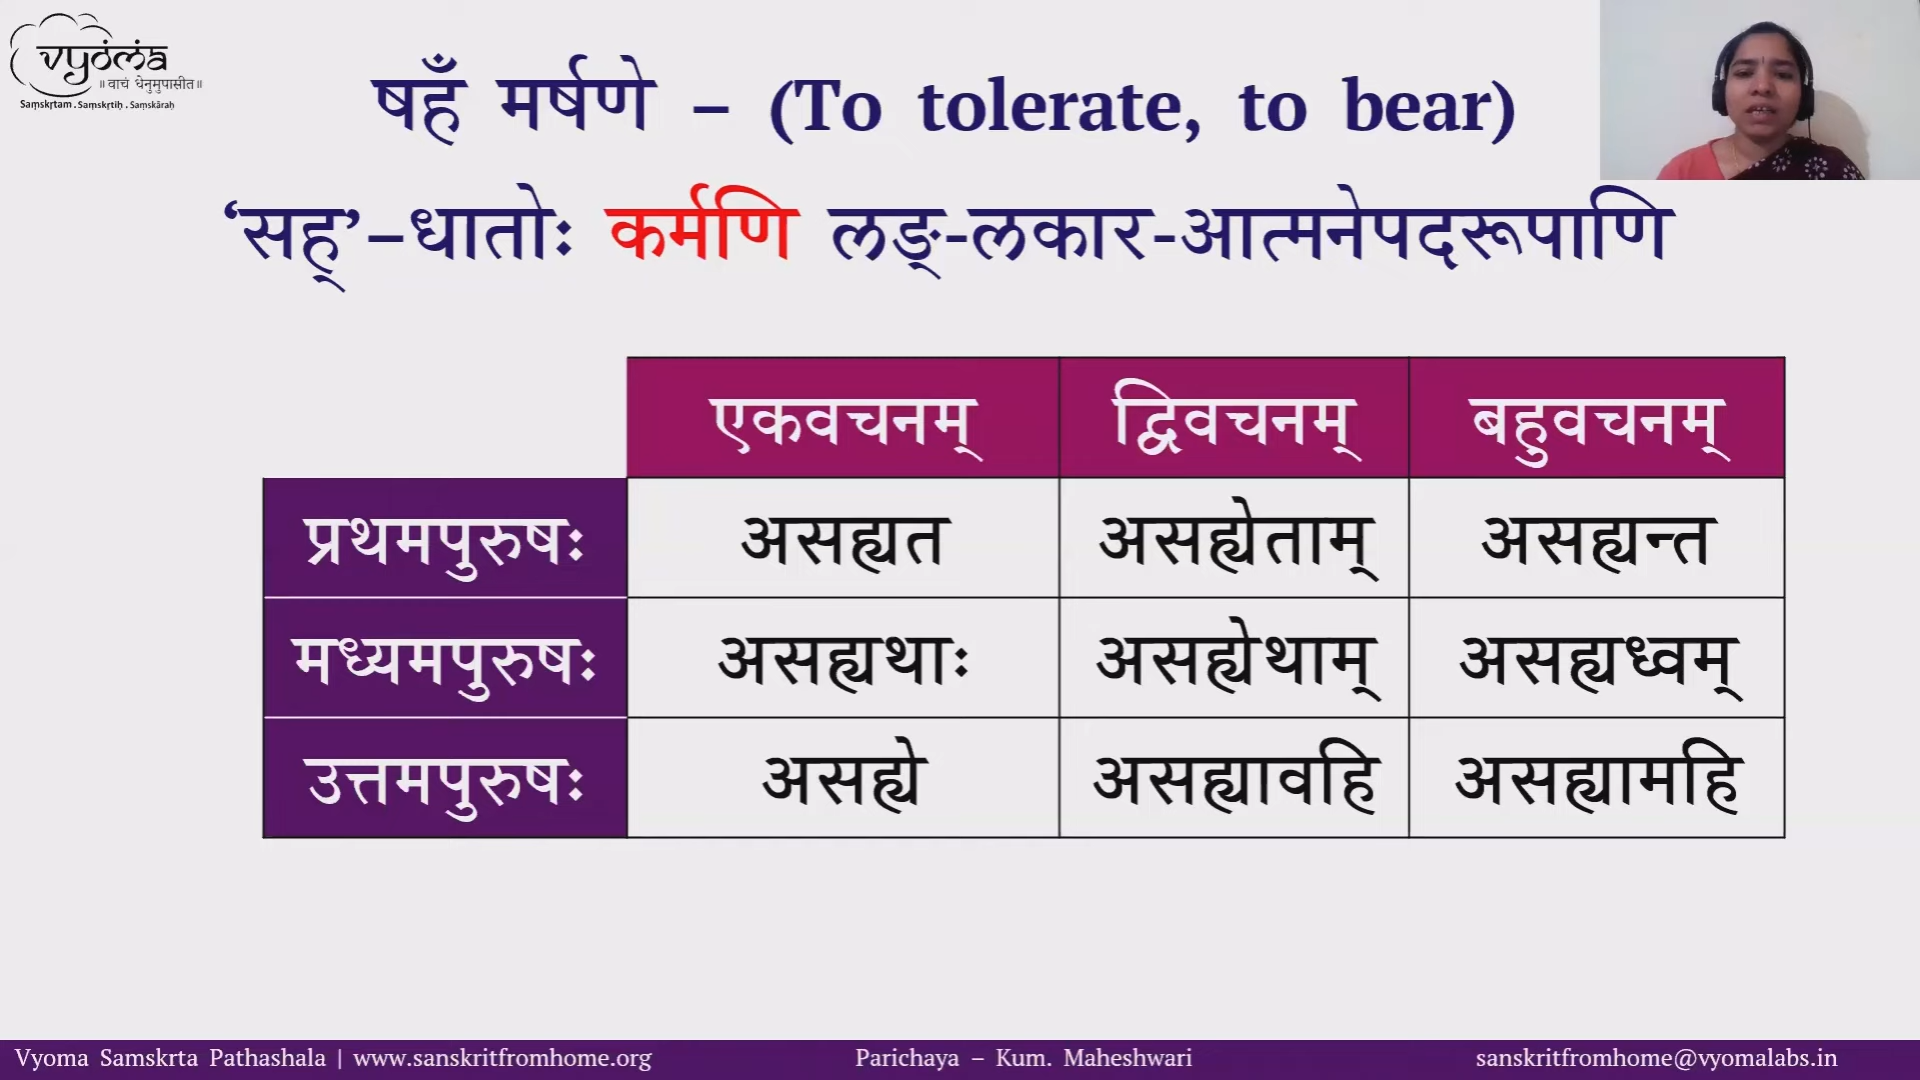 vyoma
॥वाचं धेनुमुपासीत॥
Saṃskṛtam . Saṃskṛtiḥ . Saṃskāraḥ
षहँ मर्षणे – (To tolerate, to bear)
‘सह्’–धातोः कर्मणि लङ्-लकार-आत्मनेपदरूपाणि
एकवचनम् द्विवचनम् बहुवचनम्
प्रथमपुरुषः असह्यत असह्येताम् असह्यन्त
मध्यमपुरुषः असह्यथाः असह्येथाम् असह्यध्वम्
उत्तमपुरुषः असह्ये असह्यावहि असह्यामहि
Vyoma Samskrta Pathashala | www.sanskritfromhome.org Parichaya – Kum. Maheshwari sanskritfromhome@vyomalabs.in